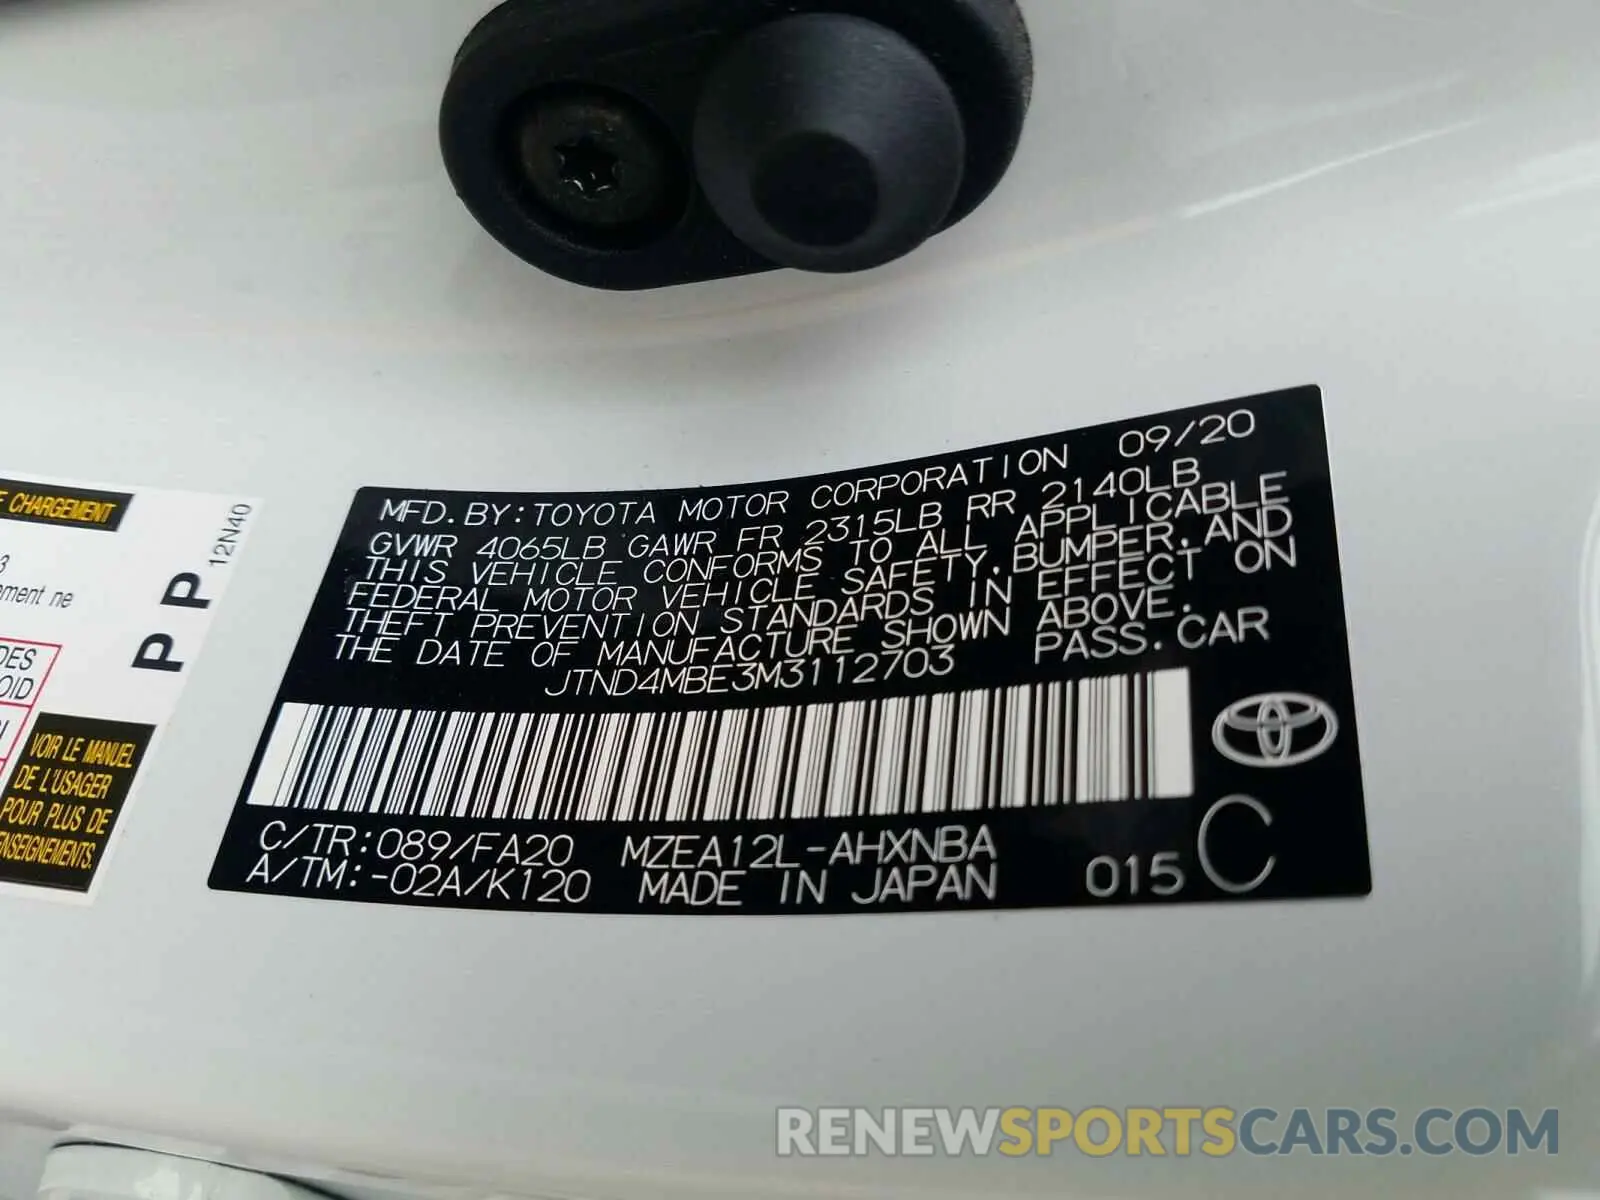 E CHARGEMENT
12N40
3
ement ne
P P
DES
OID
VOIR LE MANUEL
DE L'USAGER
POUR PLUS DE
ENSEIGNEMENTS.
MFD. BY: TOYOTA MOTOR CORPORATION 09/20
GVWR 4065LB GAWR FR 2315LB RR 2140LB
THIS VEHICLE CONFORMS TO ALL APPLICABLE
FEDERAL MOTOR VEHICLE SAFETY, BUMPER, AND
THEFT PREVENTION STANDARDS IN EFFECT ON
THE DATE OF MANUFACTURE SHOWN ABOVE.
JTND4MBE3M3112703 PASS. CAR
C/TR: 089/FA20 MZEA12L-AHXNBA
A/TM: -02A/K120 MADE IN JAPAN 015 C
RENEWSPORTSCARS.COM